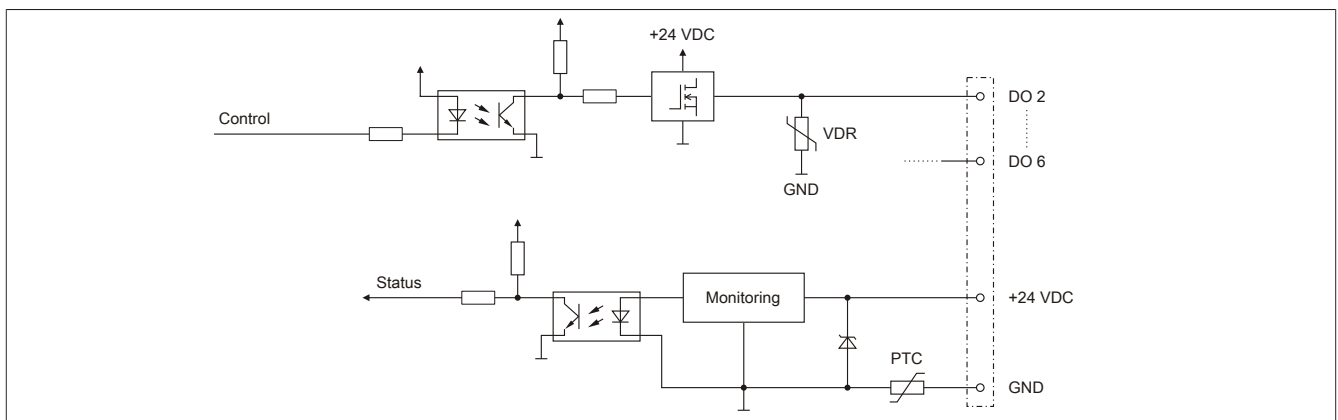 +24 VDC
Control
DO 2
VDR
DO 6
GND
Status
Monitoring
+24 VDC
PTC
GND